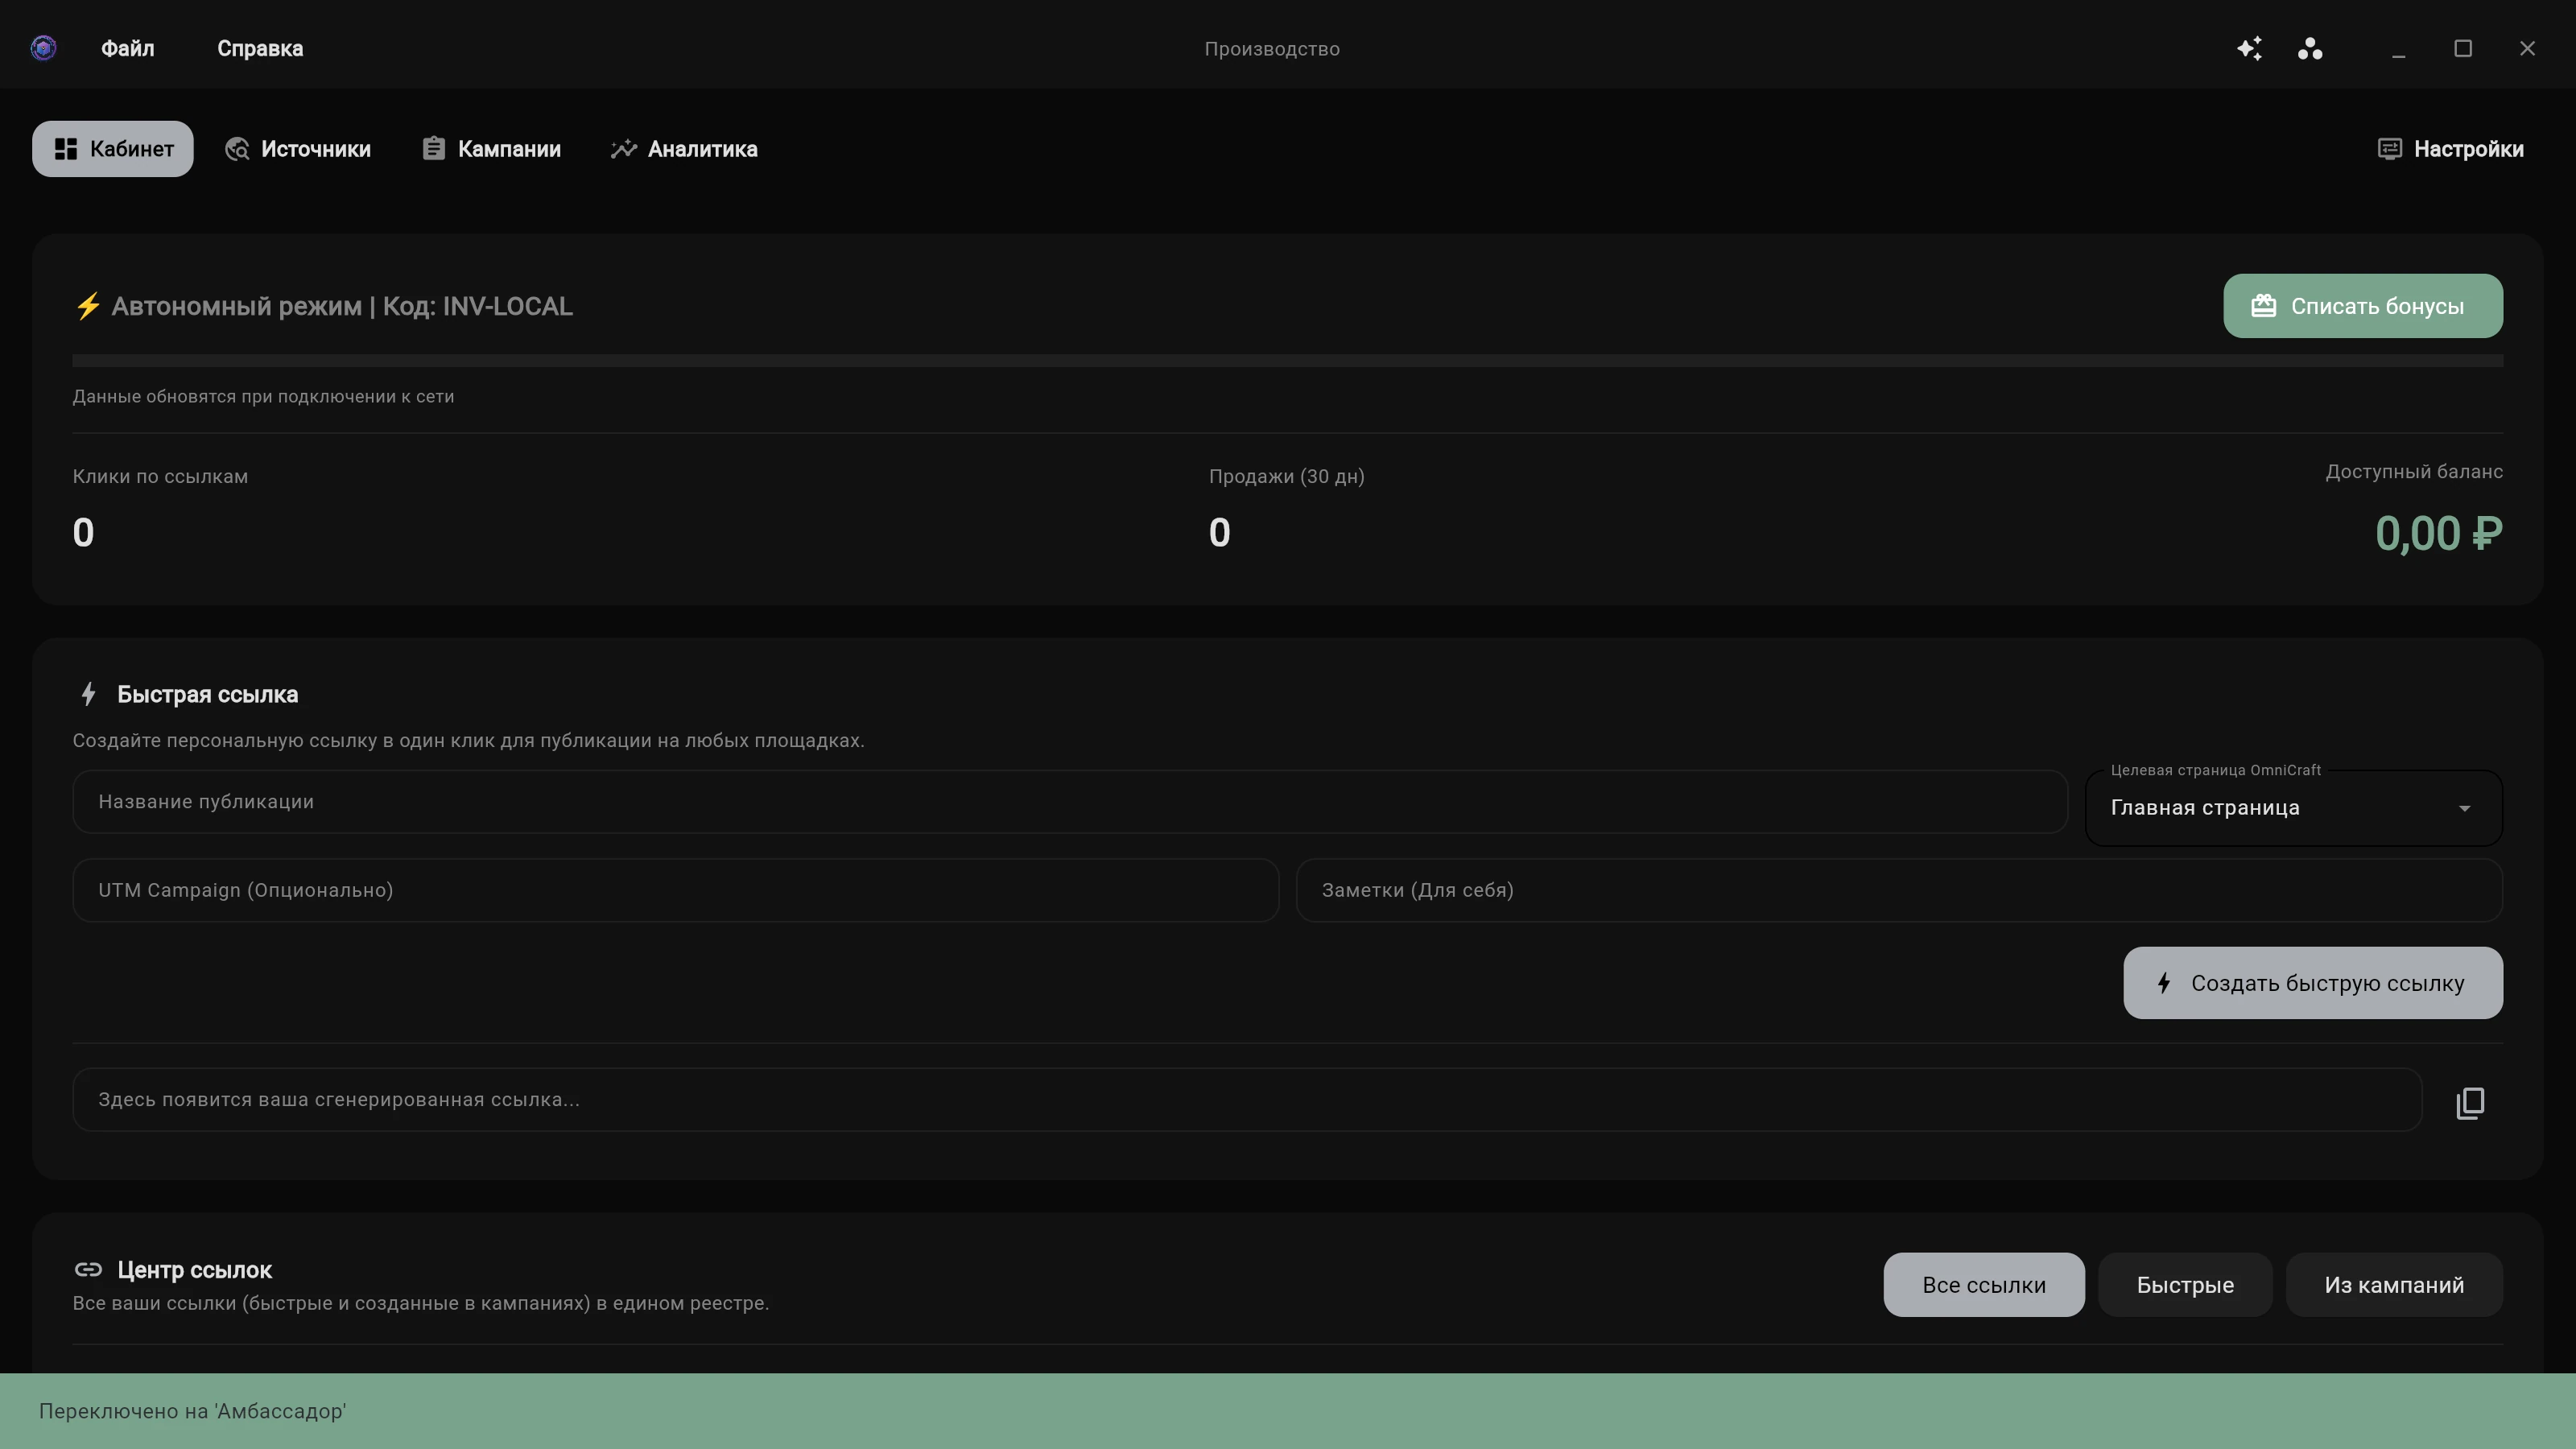 Файл
Справка
Производство
Кабинет
Источники
Кампании
Аналитика
Настройки
⚡ Автономный режим | Код: INV-LOCAL
Списать бонусы
Данные обновятся при подключении к сети
Клики по ссылкам
0
Продажи (30 дн)
0
Доступный баланс
0,00 ₽
Быстрая ссылка
Создайте персональную ссылку в один клик для публикации на любых площадках.
Название публикации
Целевая страница OmniCraft
Главная страница
UTM Campaign (Опционально)
Заметки (Для себя)
Создать быструю ссылку
Здесь появится ваша сгенерированная ссылка...
Центр ссылок
Все ваши ссылки (быстрые и созданные в кампаниях) в едином реестре.
Все ссылки
Быстрые
Из кампаний
Переключено на 'Амбассадор'